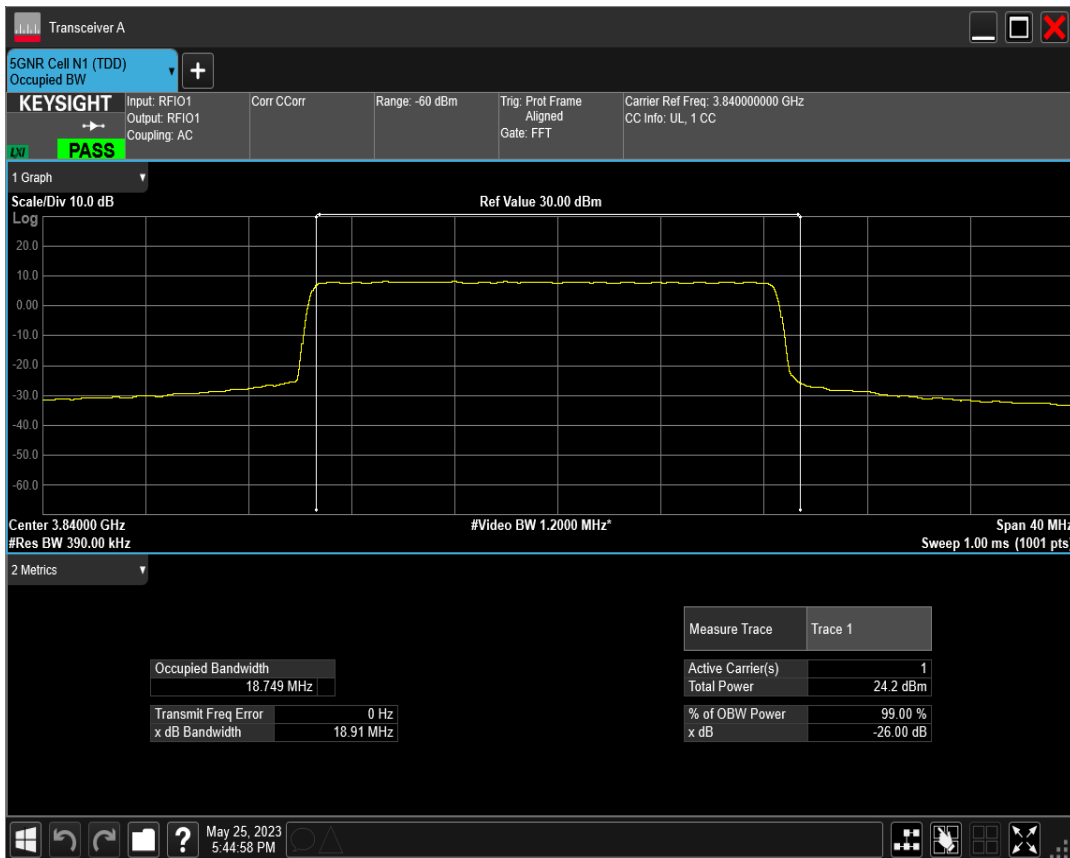 Transceiver A
5GNR Cell N1 (TDD)
Occupied BW
+
KEYSIGHT
LXI
PASS
Input: RFIO1
Output: RFIO1
Coupling: AC
Corr CCorr
Range: -60 dBm
Trig: Prot Frame
Aligned
Gate: FFT
Carrier Ref Freq: 3.840000000 GHz
CC Info: UL, 1 CC
1 Graph
Scale/Div 10.0 dB
Ref Value 30.00 dBm
Log
20.0
10.0
0.00
-10.0
-20.0
-30.0
-40.0
-50.0
-60.0
Center 3.84000 GHz
#Video BW 1.2000 MHz*
Span 40 MHz
#Res BW 390.00 kHz
Sweep 1.00 ms (1001 pts)
2 Metrics
Measure Trace Trace 1
Occupied Bandwidth
18.749 MHz
Active Carrier(s) 1
Total Power 24.2 dBm
Transmit Freq Error 0 Hz
x dB Bandwidth 18.91 MHz
% of OBW Power 99.00 %
x dB -26.00 dB
?
May 25, 2023
5:44:58 PM